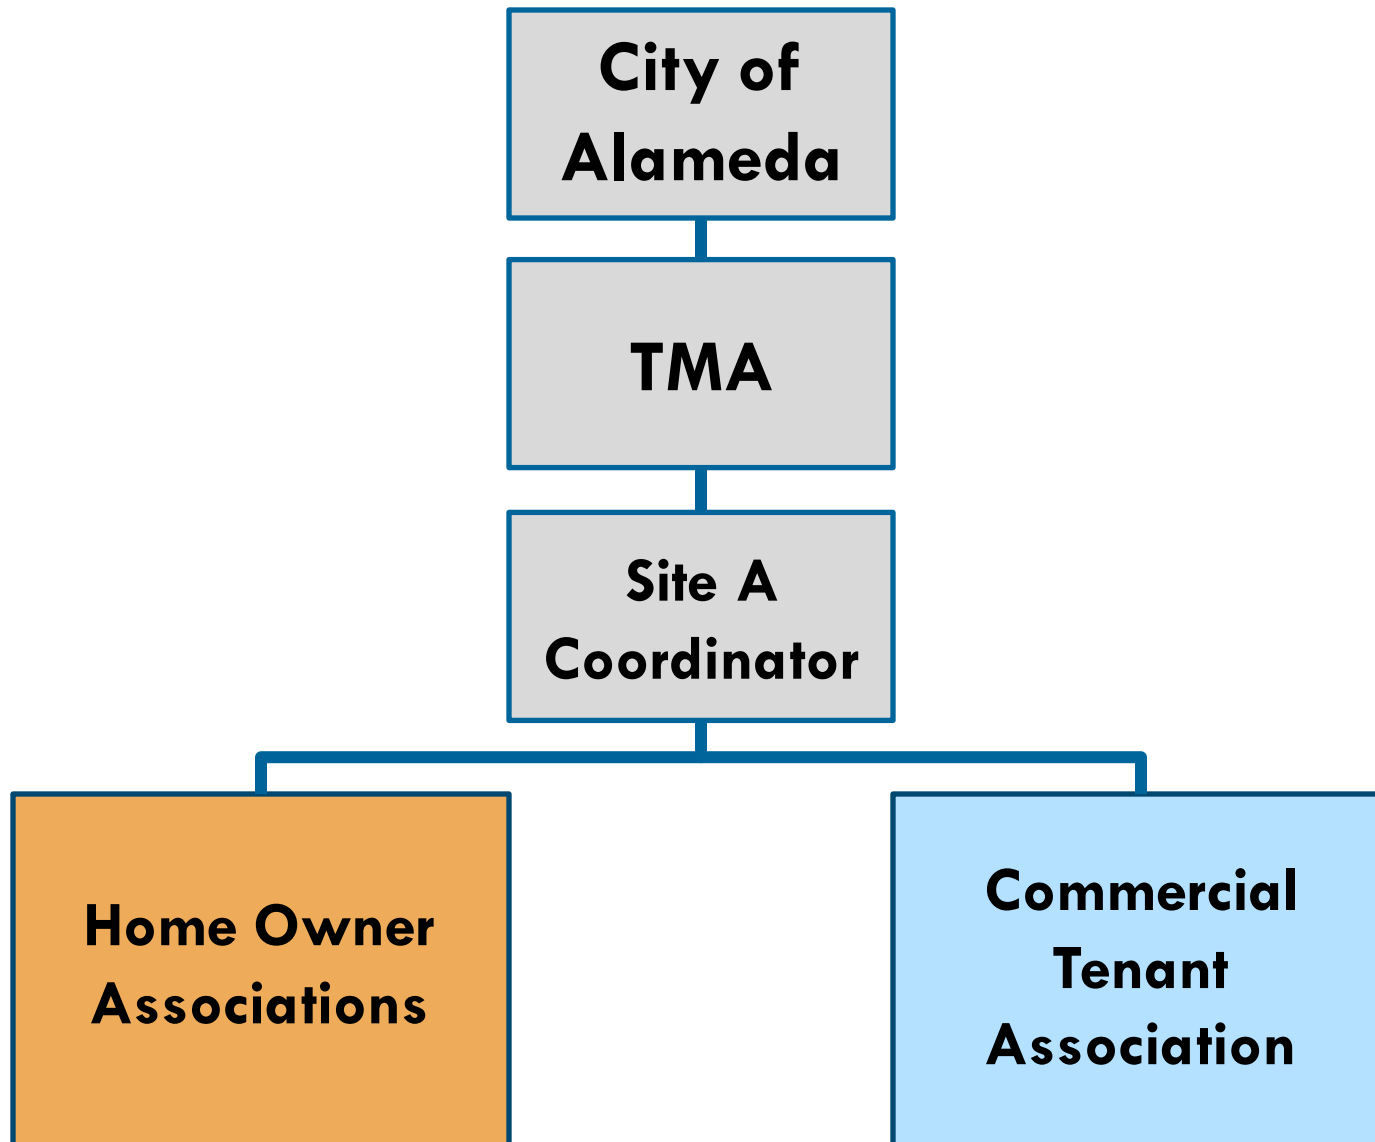 City of
Alameda
TMA
Site A
Coordinator
Home Owner
Associations
Commercial
Tenant
Association